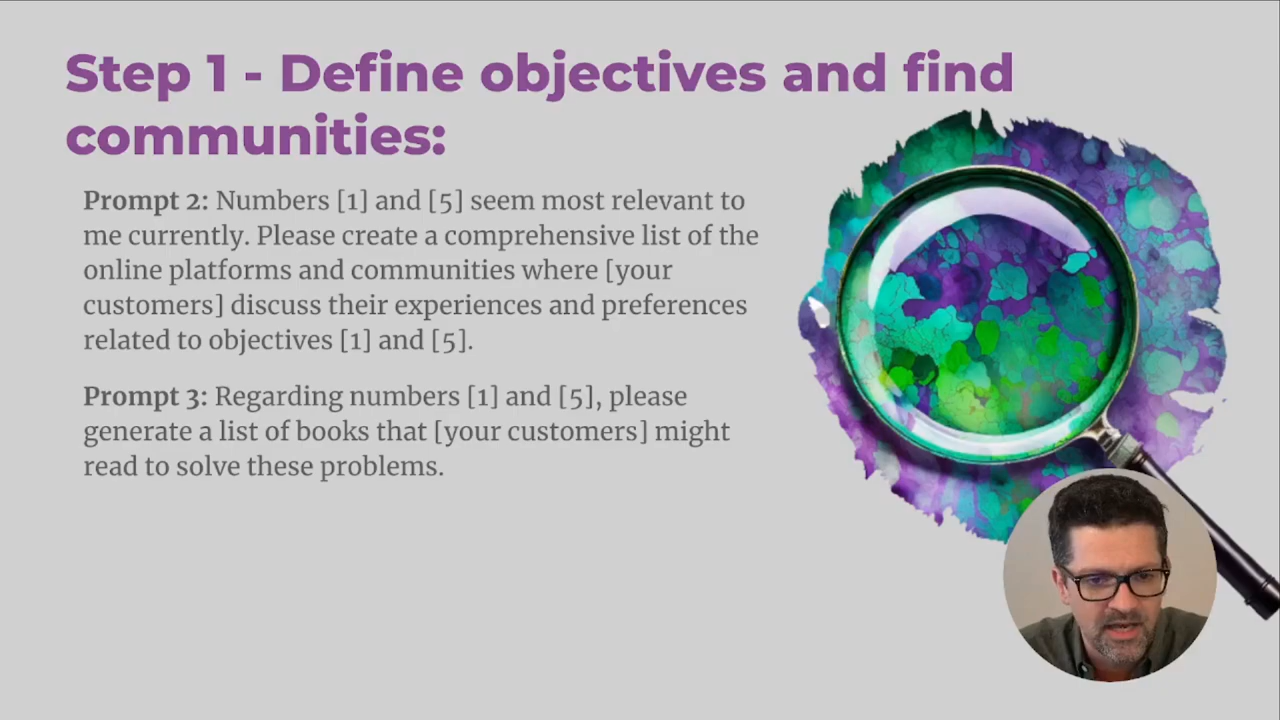 Step 1 - Define objectives and find
communities:
Prompt 2: Numbers [1] and [5] seem most relevant to
me currently. Please create a comprehensive list of the
online platforms and communities where [your
customers] discuss their experiences and preferences
related to objectives [1] and [5].
Prompt 3: Regarding numbers [1] and [5], please
generate a list of books that [your customers] might
read to solve these problems.